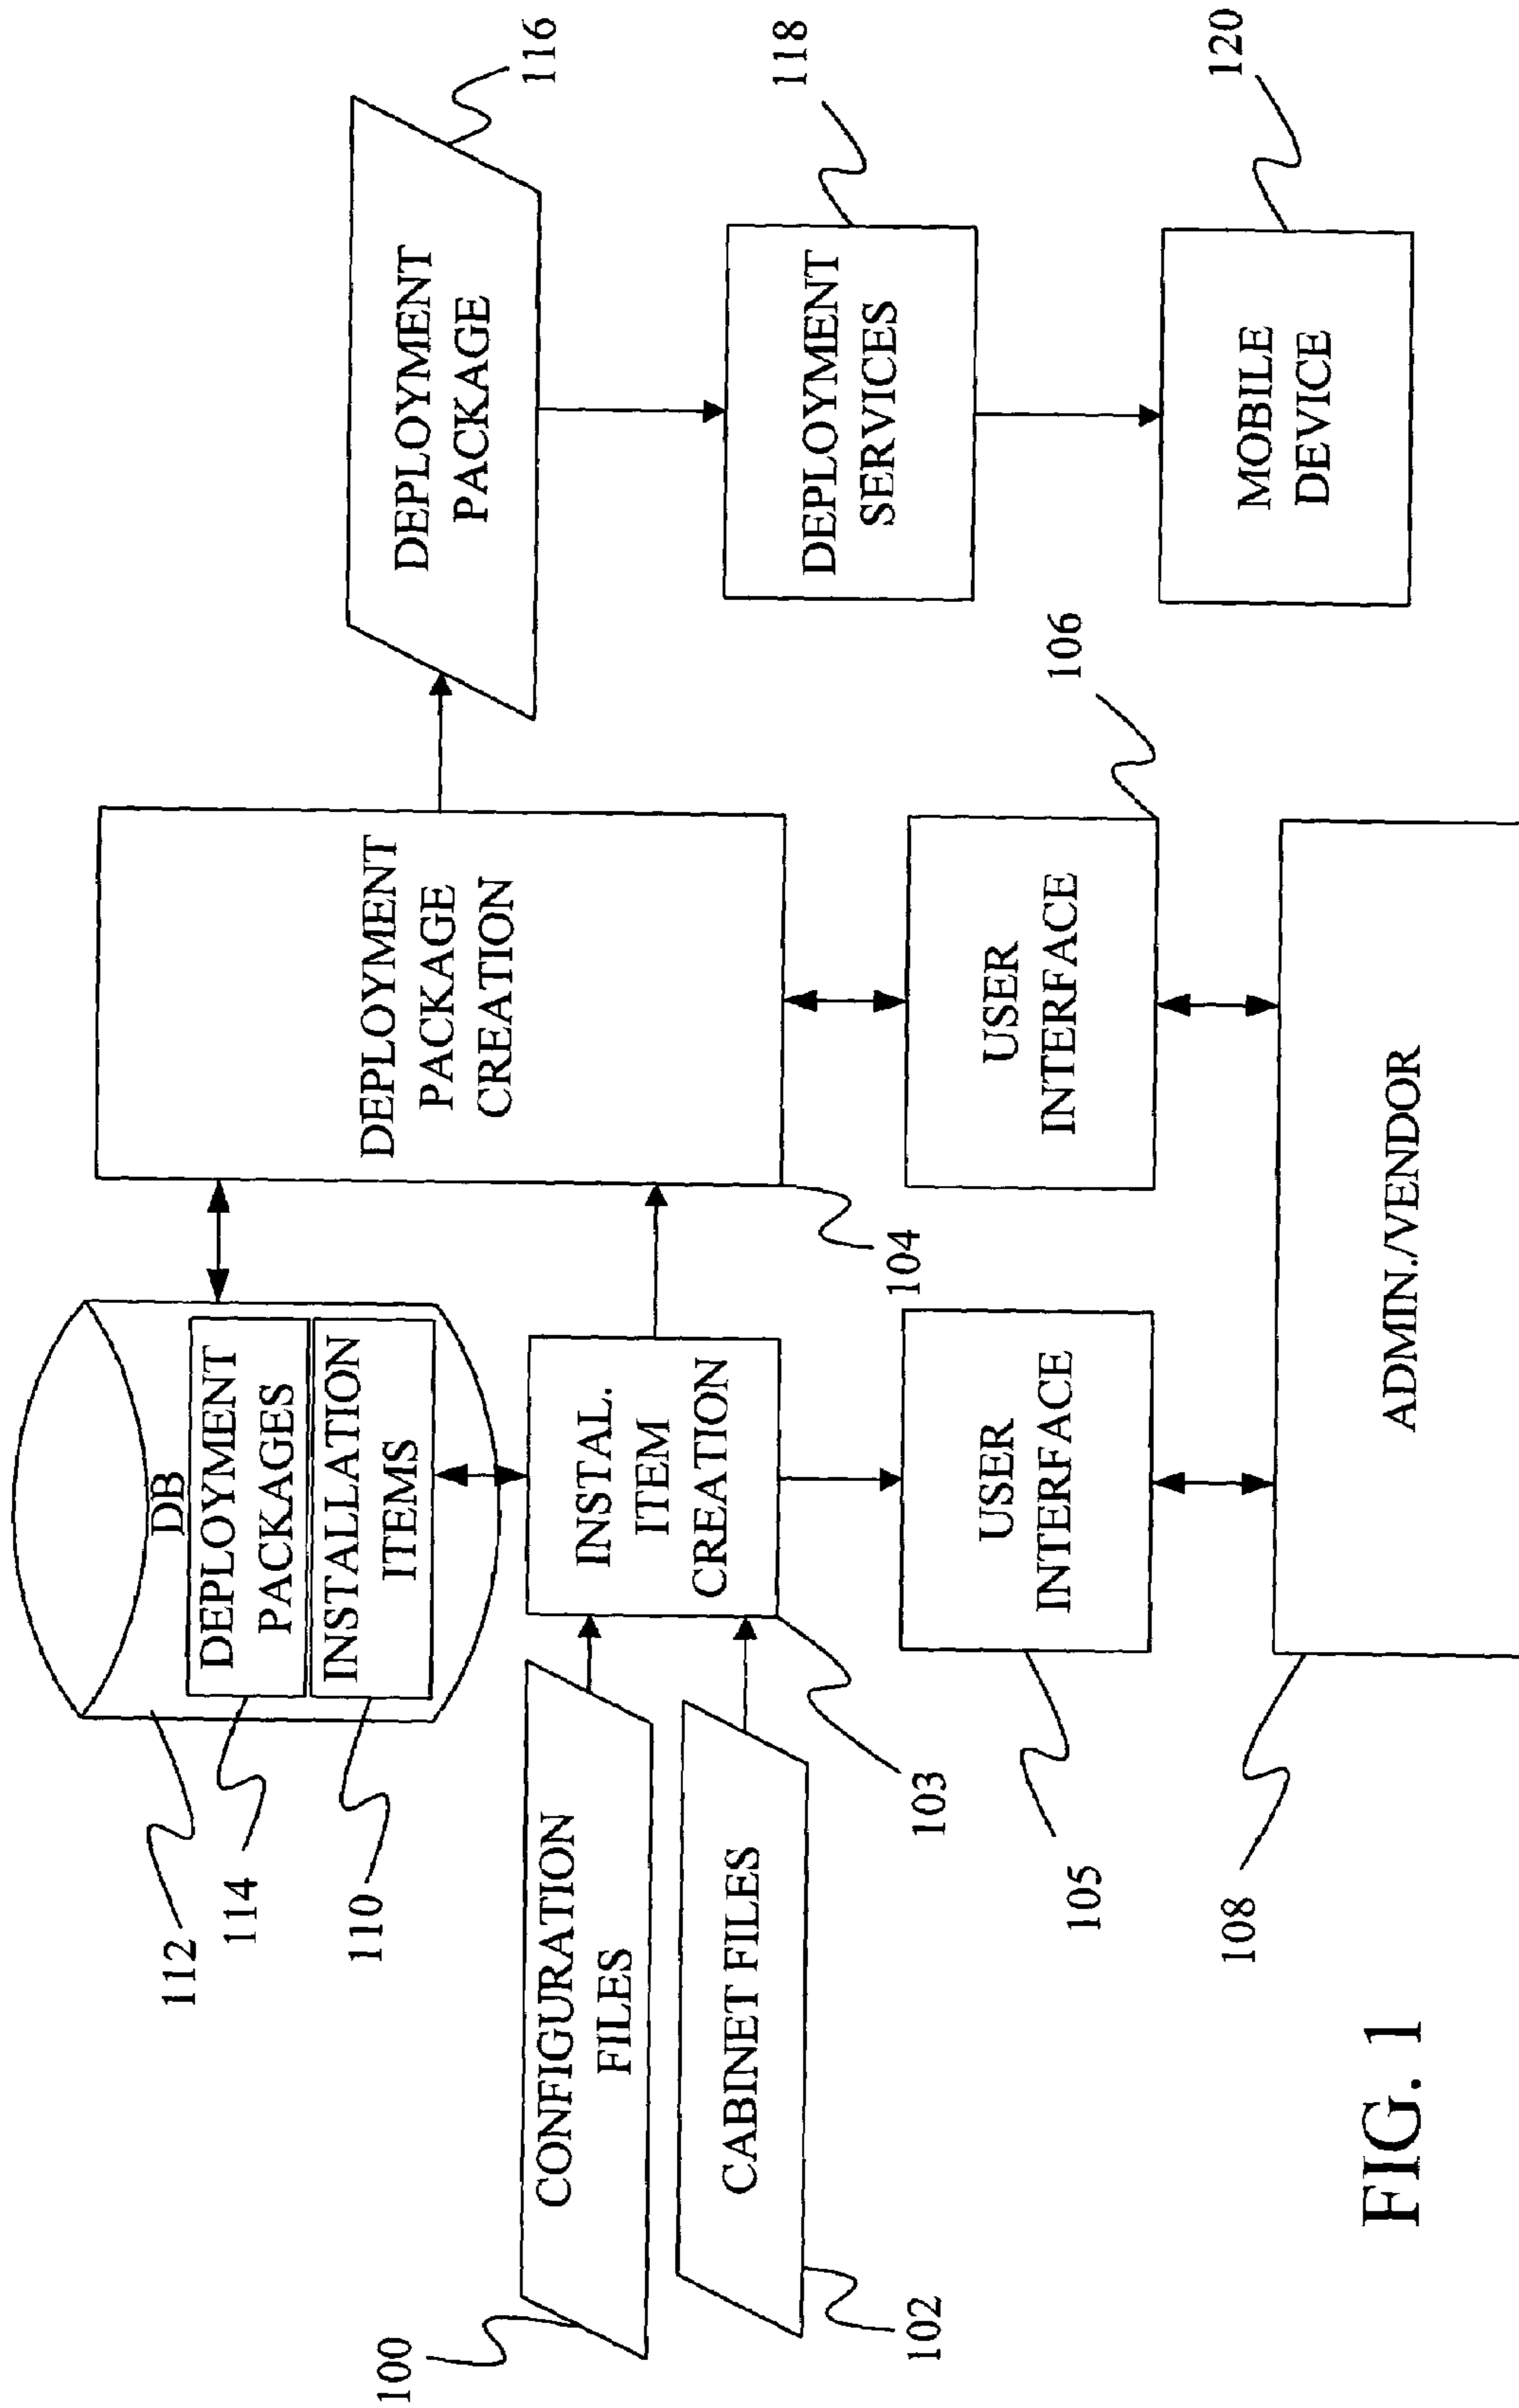 DB
DEPLOYMENT
PACKAGES
INSTALLATION
ITEMS
112
114
110
100
CONFIGURATION
FILES
CABINET FILES
102
INSTAL.
ITEM
CREATION
103
DEPLOYMENT
PACKAGE
CREATION
104
DEPLOYMENT
PACKAGE
116
DEPLOYMENT
SERVICES
118
MOBILE
DEVICE
120
USER
INTERFACE
105
USER
INTERFACE
106
ADMIN./VENDOR
108
FIG. 1